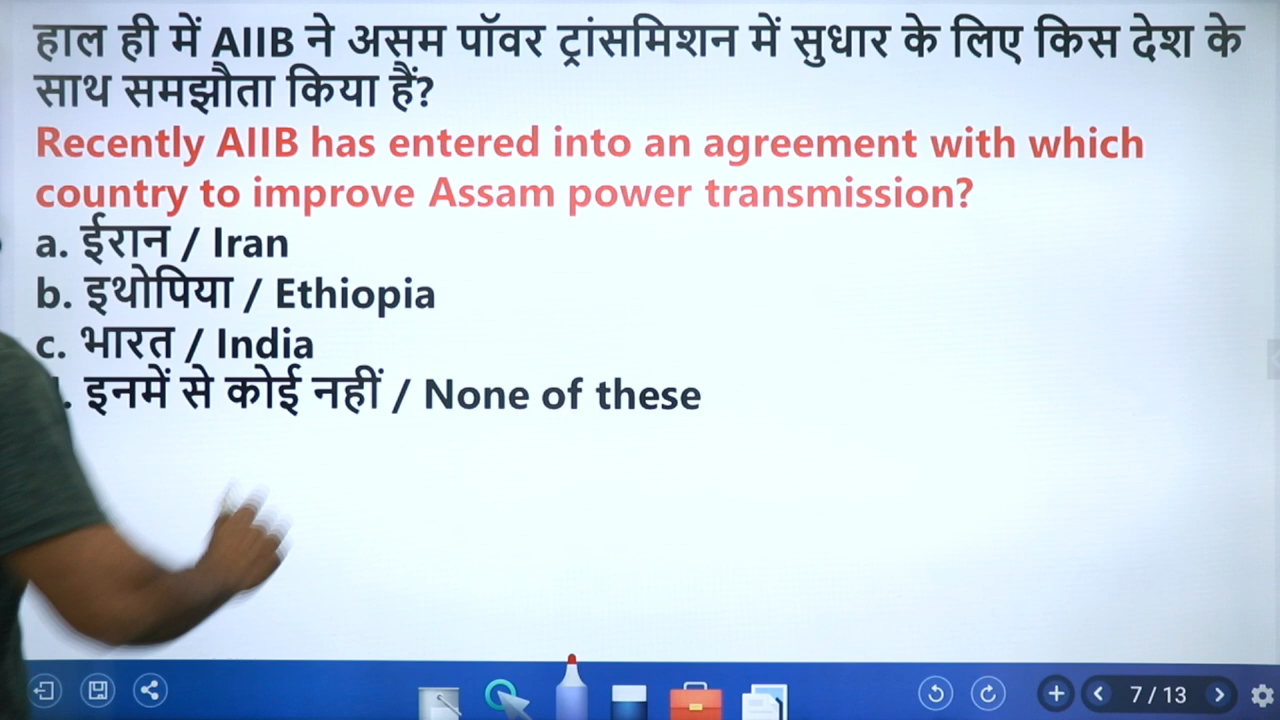 हाल ही में AIIB ने असम पॉवर ट्रांसमिशन में सुधार के लिए किस देश के
साथ समझौता किया हैं?
Recently AIIB has entered into an agreement with which
country to improve Assam power transmission?
a. ईरान / Iran
b. इथोपिया / Ethiopia
c. भारत / India
. इनमें से कोई नहीं / None of these
7 / 13